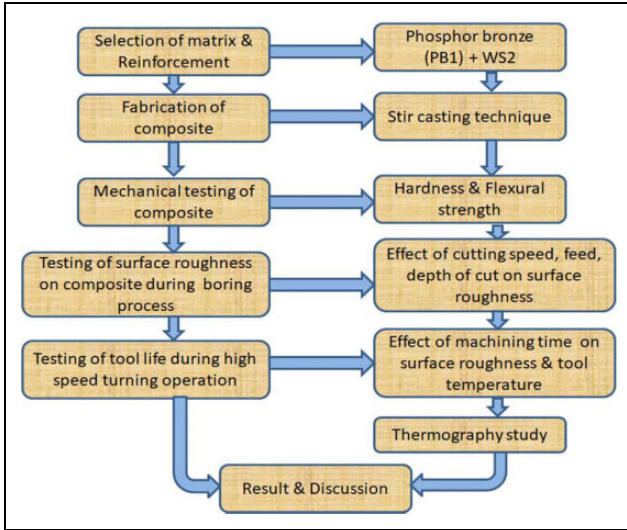 Selection of matrix &
Reinforcement
Phosphor bronze
(PB1) + WS2
Fabrication of
composite
Stir casting technique
Mechanical testing of
composite
Hardness & Flexural
strength
Testing of surface roughness
on composite during boring
process
Effect of cutting speed, feed,
depth of cut on surface
roughness
Testing of tool life during high
speed turning operation
Effect of machining time on
surface roughness & tool
temperature
Thermography study
Result & Discussion